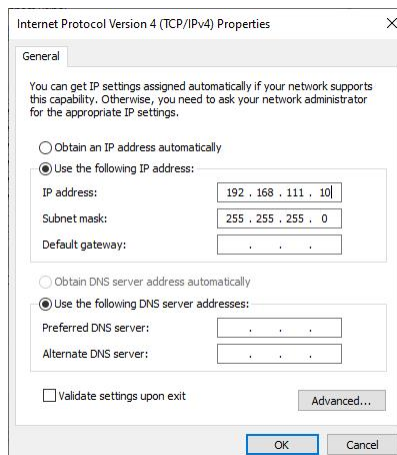 Internet Protocol Version 4 (TCP/IPv4) Properties
General
You can get IP settings assigned automatically if your network supports
this capability. Otherwise, you need to ask your network administrator
for the appropriate IP settings.
Obtain an IP address automatically
Use the following IP address:
IP address: 192 . 168 . 111 . 10
Subnet mask: 255 . 255 . 255 . 0
Default gateway: . . .
Obtain DNS server address automatically
Use the following DNS server addresses:
Preferred DNS server: . . .
Alternate DNS server: . . .
Validate settings upon exit
Advanced...
OK Cancel